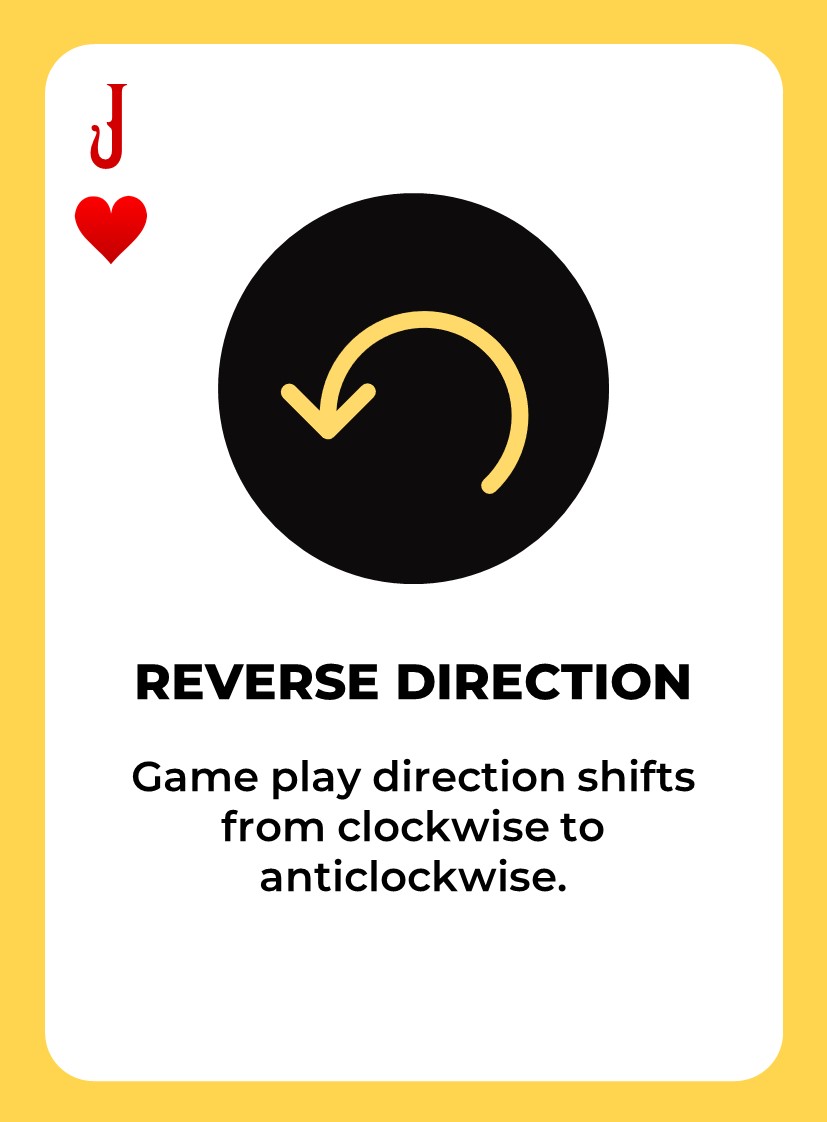 J
REVERSE DIRECTION
Game play direction shifts
from clockwise to
anticlockwise.